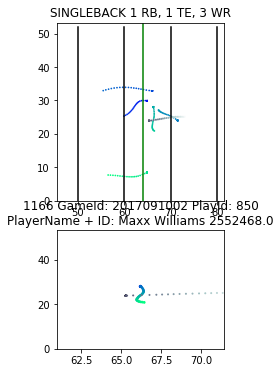 SINGLEBACK 1 RB, 1 TE, 3 WR
50
40
30
20
10
0
50 60 70 80
1166 GameId: 2017091002 PlayId: 850
PlayerName + ID: Maxx Williams 2552468.0
40
20
0
62.5 65.0 67.5 70.0